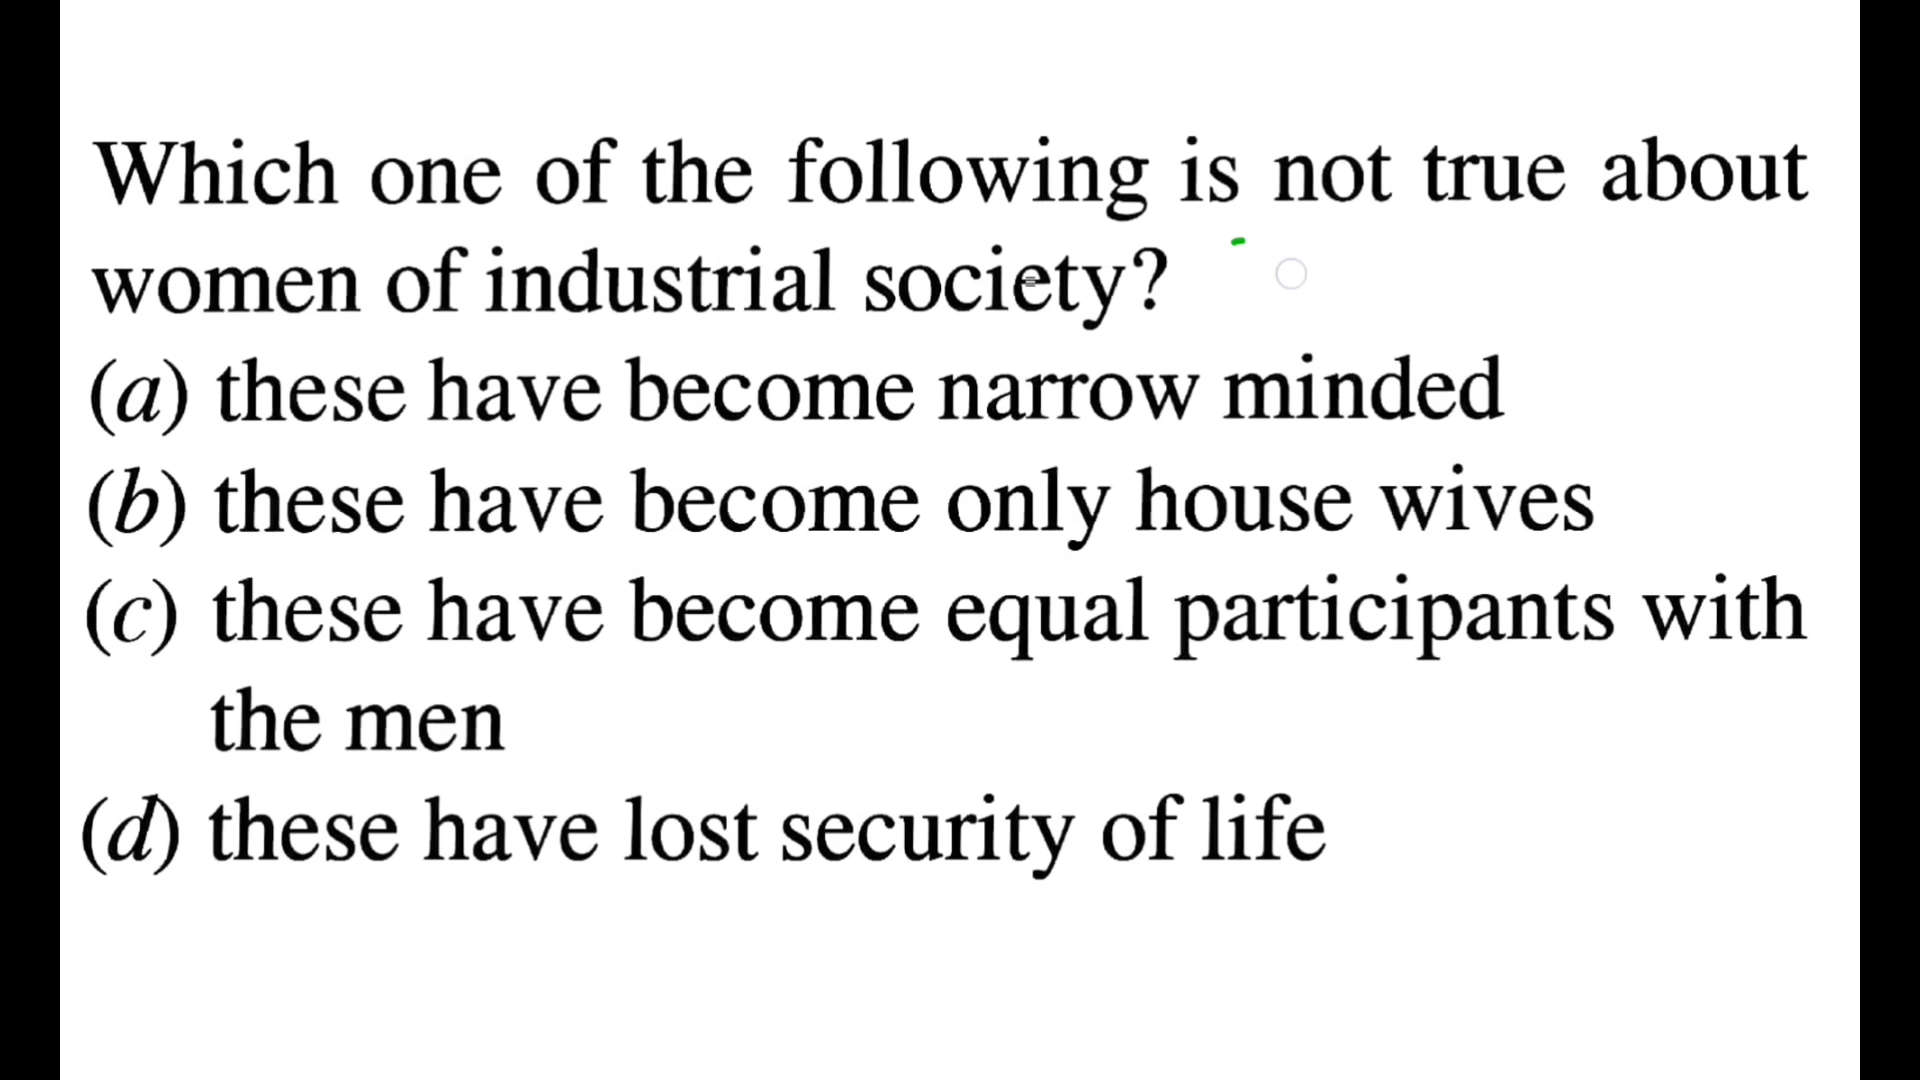 Which one of the following is not true about
women of industrial society?
(a) these have become narrow minded
(b) these have become only house wives
(c) these have become equal participants with
the men
(d) these have lost security of life